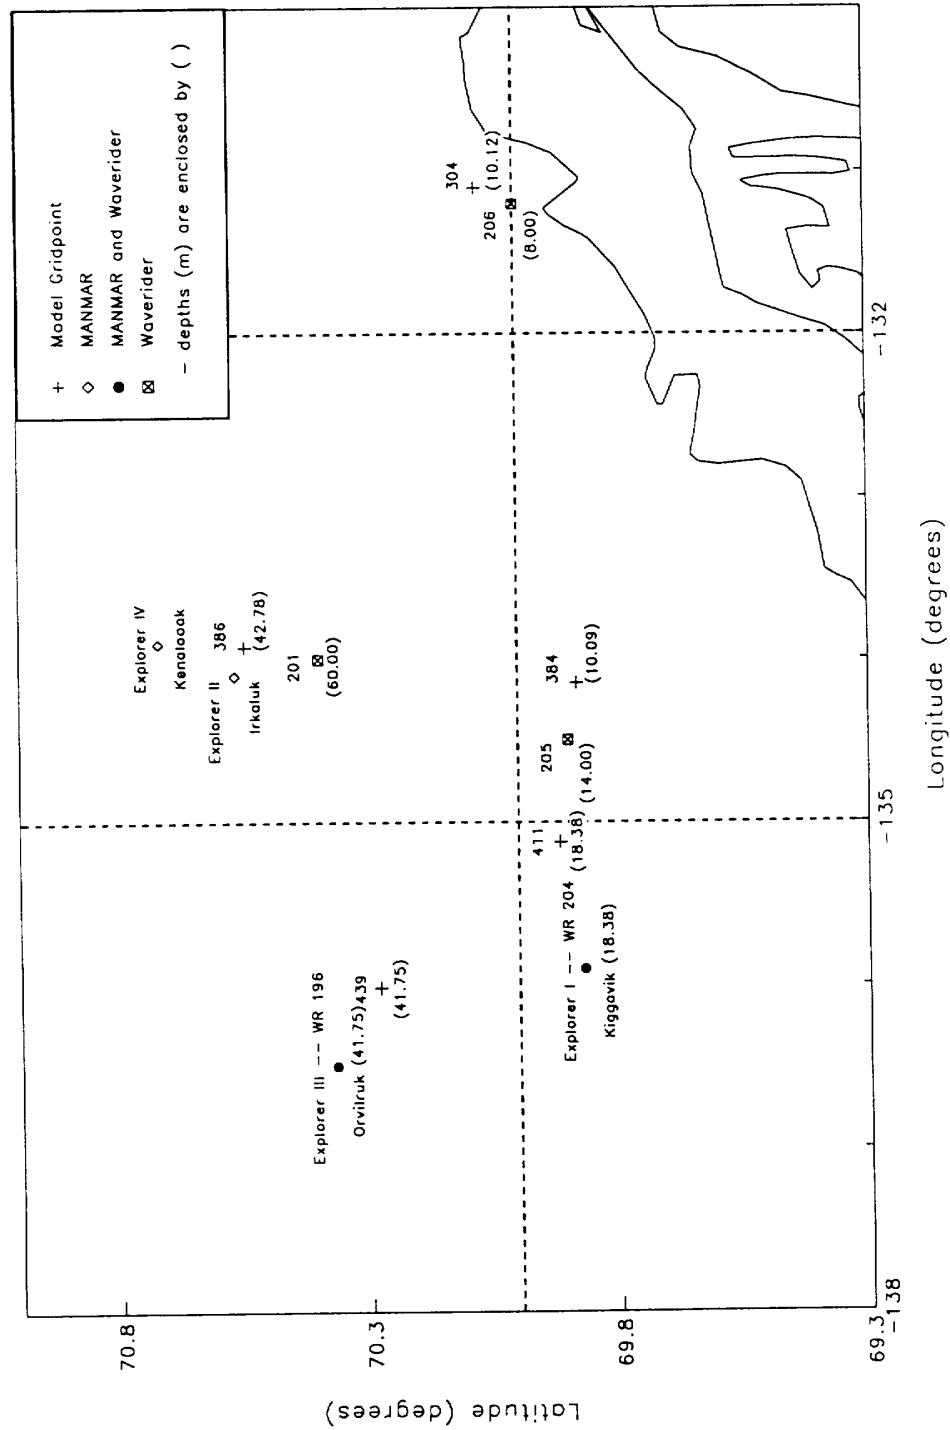 + Model Gridpoint
◇ MANMAR
● MANMAR and Waverider
⊠ Waverider
– depths (m) are enclosed by ( )
Explorer IV
Kenalooak
Explorer II
386
Irkaluk
(42.78)
201
(60.00)
304
(10.12)
206
(8.00)
Explorer III -- WR 196
Orvilruk (41.75)
439
(41.75)
411
(18.38)
205
(14.00)
384
(10.09)
Explorer I -- WR 204
Kiggavik (18.38)
70.8
70.3
69.8
69.3
-138
-135
-132
Latitude (degrees)
Longitude (degrees)